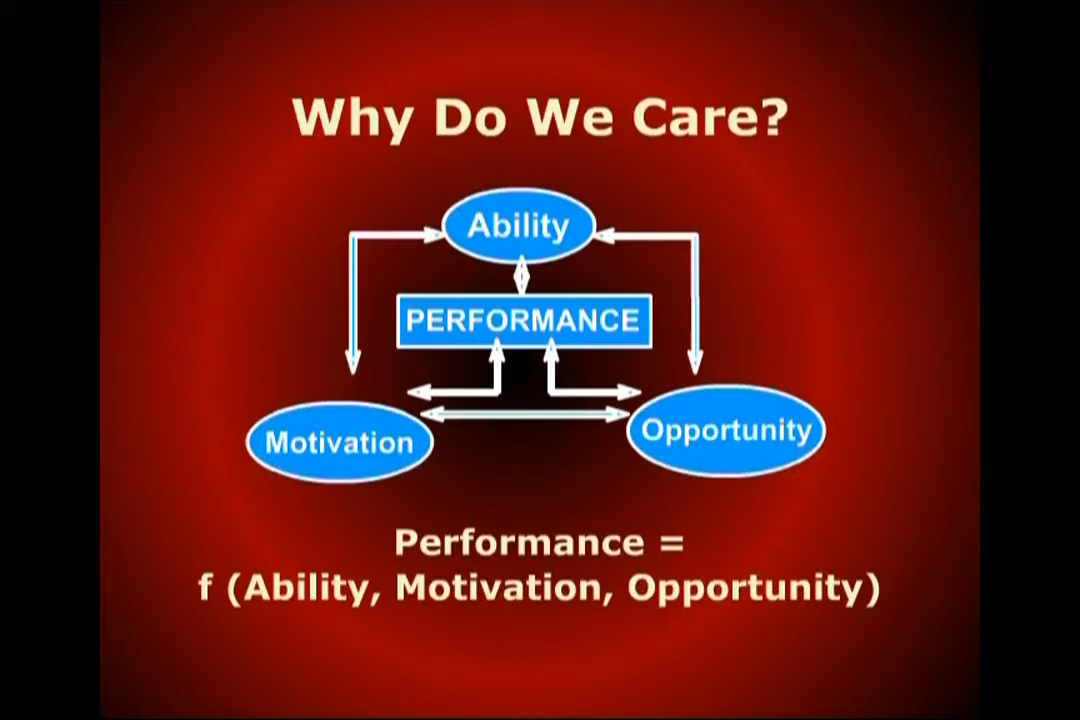 Why Do We Care?
Ability
PERFORMANCE
Motivation
Opportunity
Performance =
f (Ability, Motivation, Opportunity)